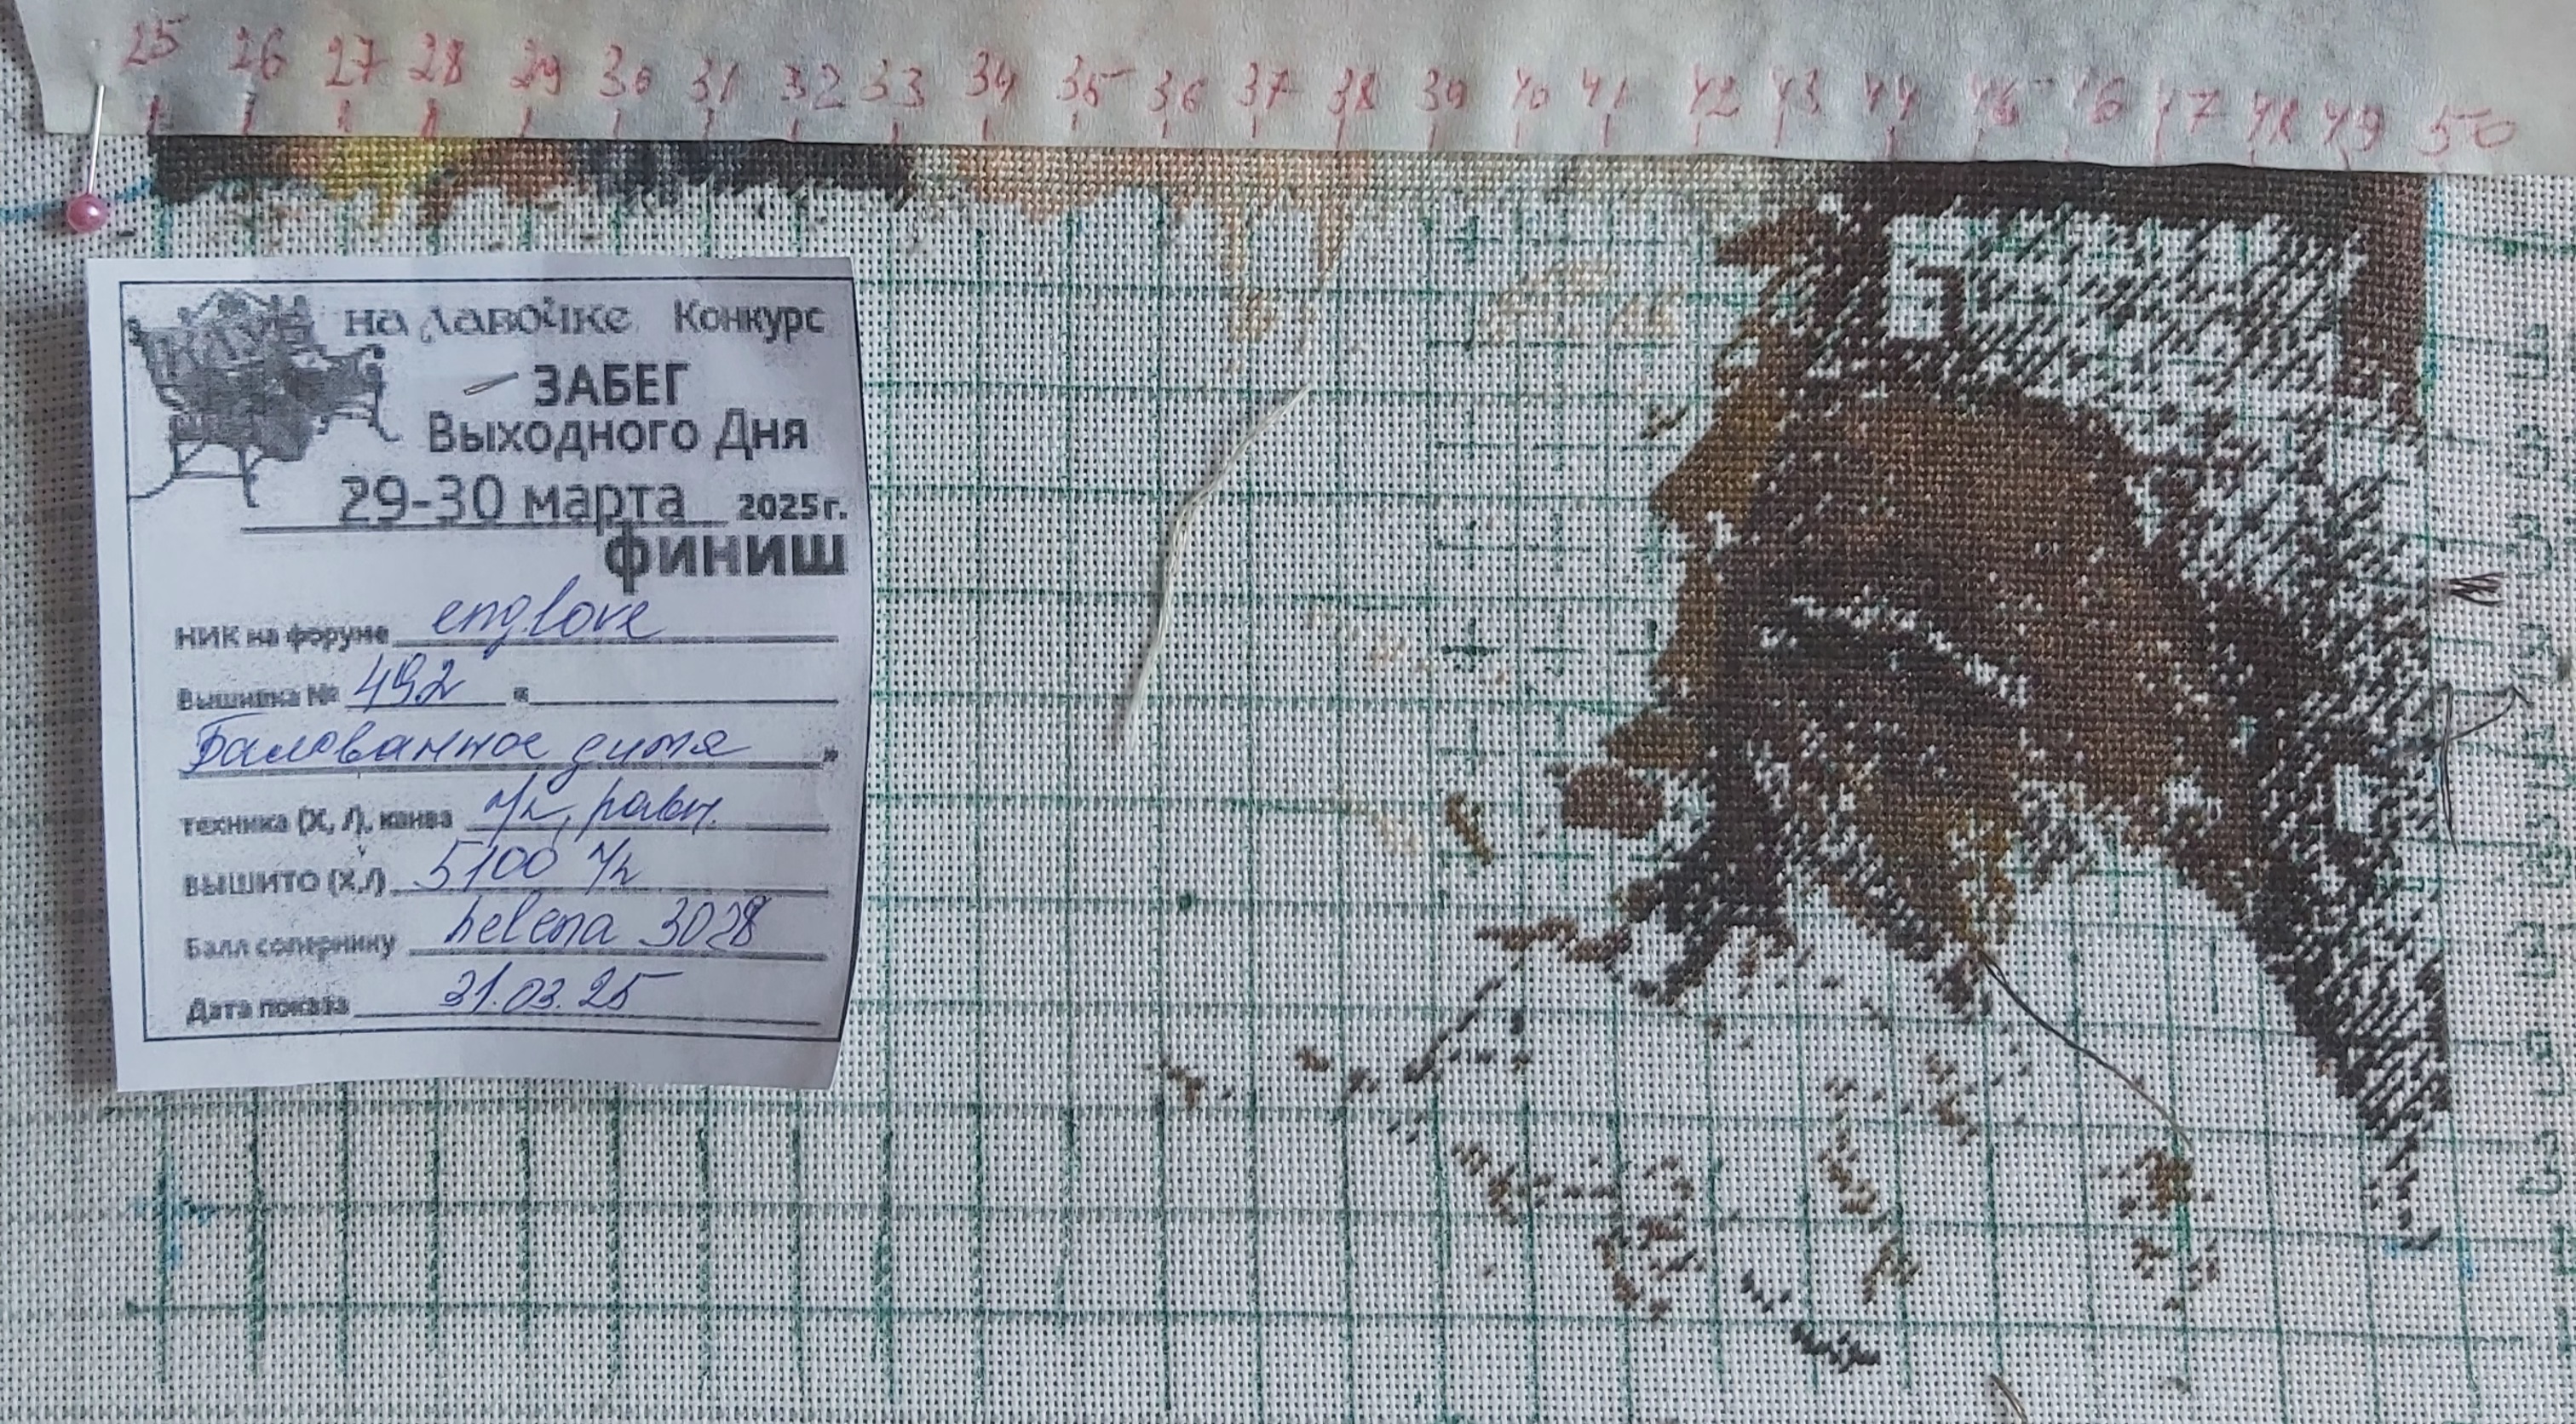 25 26 27 28 29 30 31 32 33 34 35 36 37 38 39 40 41 42 43 44 45 46 47 48 49 50
КЛУБ на лавочке Конкурс
ЗАБЕГ
Выходного Дня
29-30 марта 2025г.
финиш
НИК на форуме englove
Вышивка № 492 «
Балованное дитя »
техника (X, /), канва 1/2, равн.
ВЫШИТО (X,/) 5100 1/2
Балл сопернику helena 3028
Дата показа 31.03.25